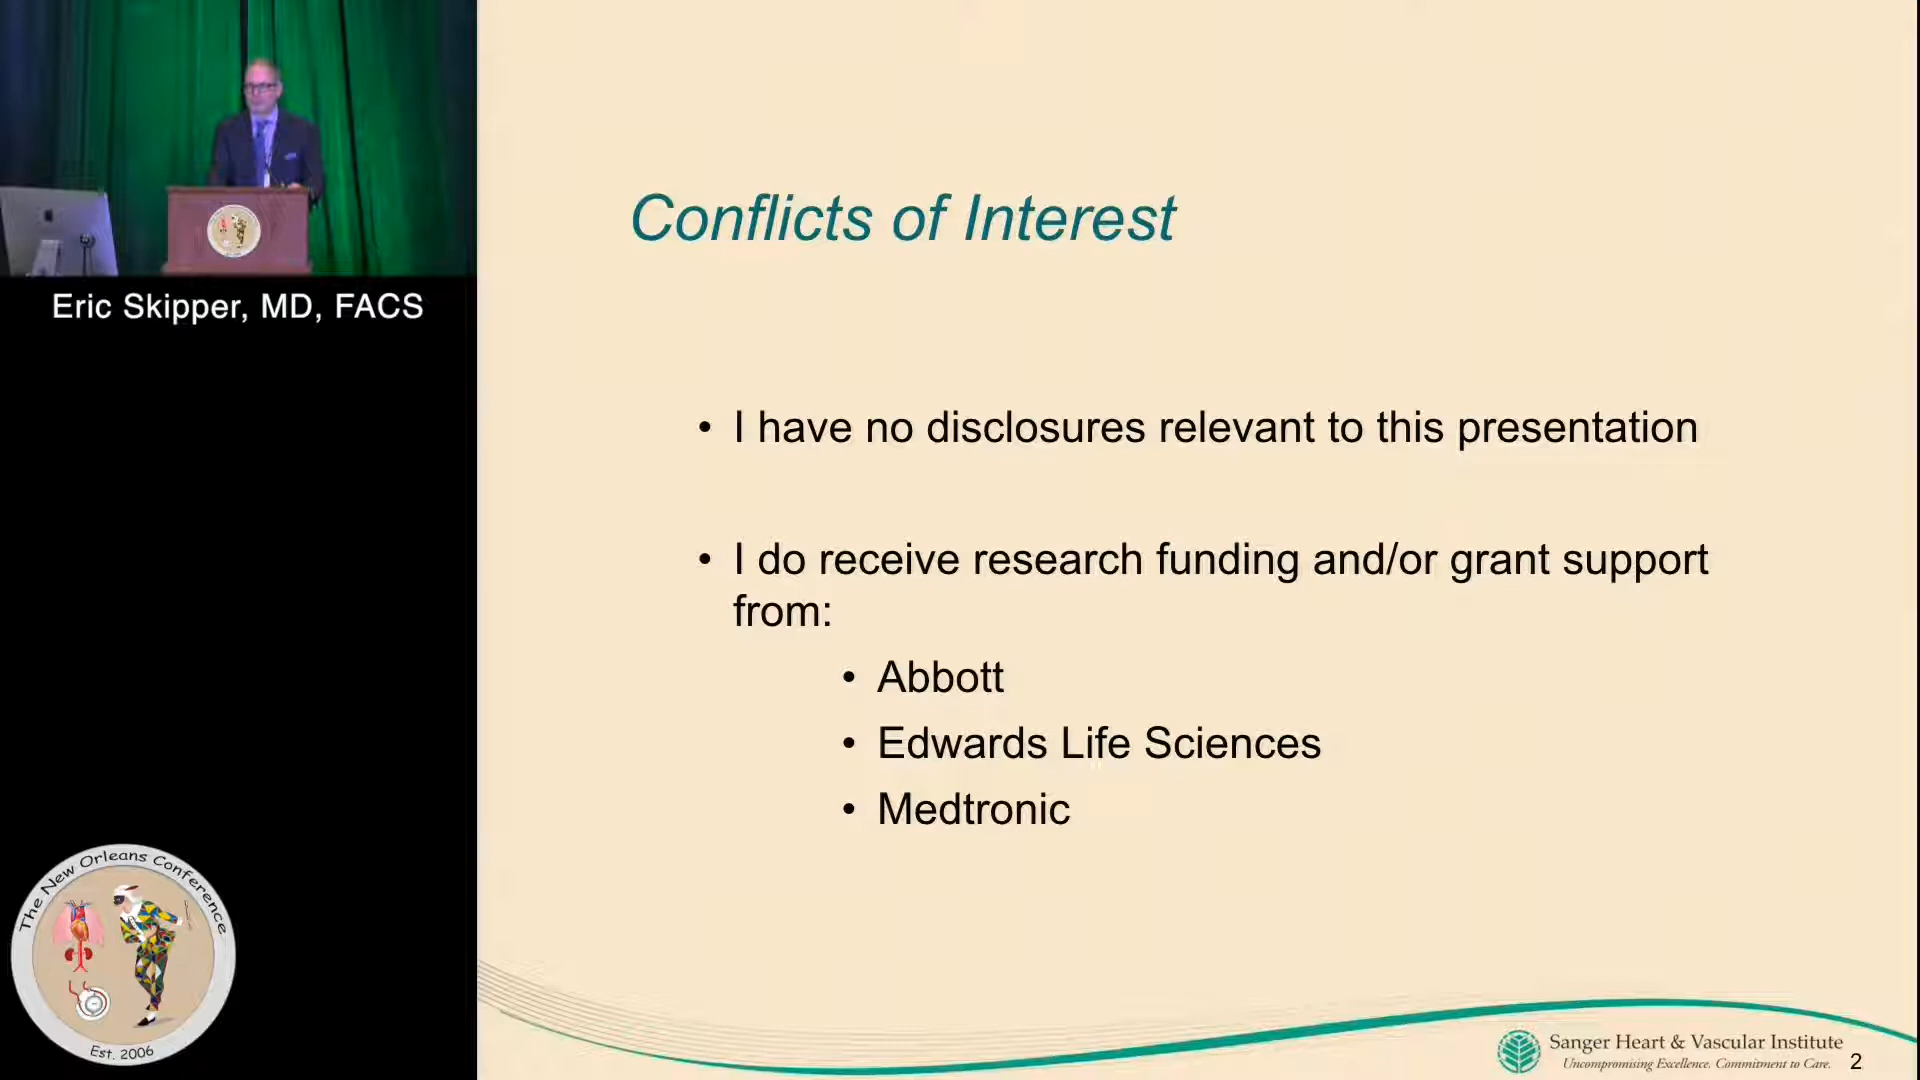 Eric Skipper, MD, FACS
The New Orleans Conference
Est. 2006
Conflicts of Interest
• I have no disclosures relevant to this presentation
• I do receive research funding and/or grant support
from:
• Abbott
• Edwards Life Sciences
• Medtronic
Sanger Heart & Vascular Institute
Uncompromising Excellence. Commitment to Care.
2